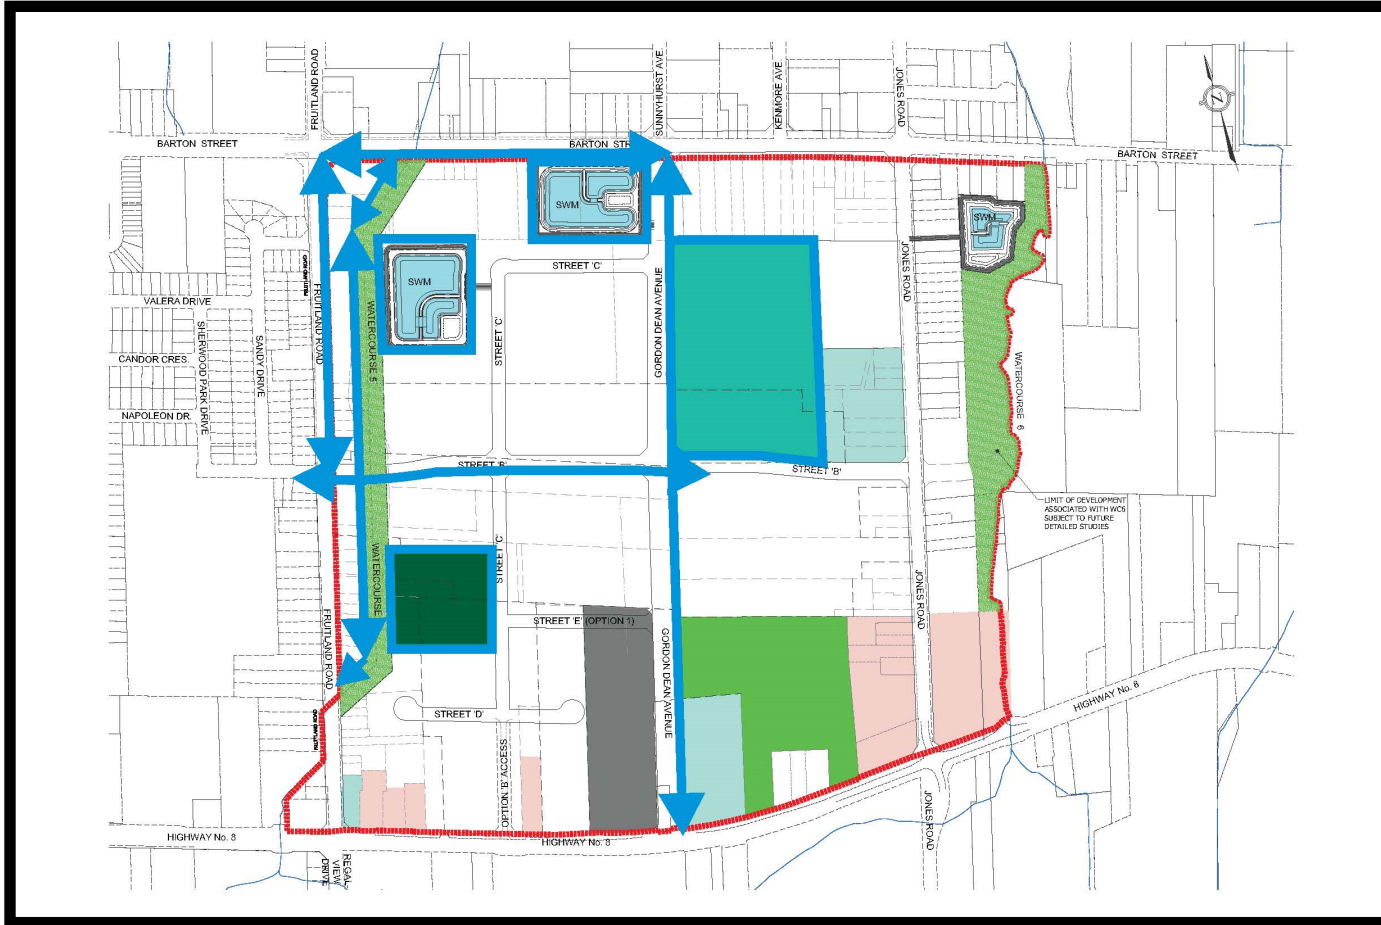 FRUITLAND ROAD
SUNNYHURST AVE.
KENMORE AVE.
JONES ROAD
BARTON STREET
BARTON STR
BARTON STREET
SWM
SWM
SWM
STREET 'C'
JONES ROAD
VALERA DRIVE
SHERWOOD PARK DRIVE
SANDY DRIVE
FRUITLAND ROAD
FRUITLAND ROAD
WATERCOURSE 5
STREET 'C'
GORDON DEAN AVENUE
WATERCOURSE 6
CANDOR CRES.
NAPOLEON DR.
STREET 'B'
STREET 'B'
LIMIT OF DEVELOPMENT
ASSOCIATED WITH WC6
SUBJECT TO FUTURE
DETAILED STUDIES
WATERCOURSE
STREET 'C'
JONES ROAD
STREET 'E' (OPTION 1)
FRUITLAND ROAD
GORDON DEAN AVENUE
HIGHWAY No. 8
STREET 'D'
FRUITLAND ROAD
OPTION 'B' ACCESS
JONES ROAD
HIGHWAY No. 8
HIGHWAY No. 8
REGAL
VIEW
DRIVE